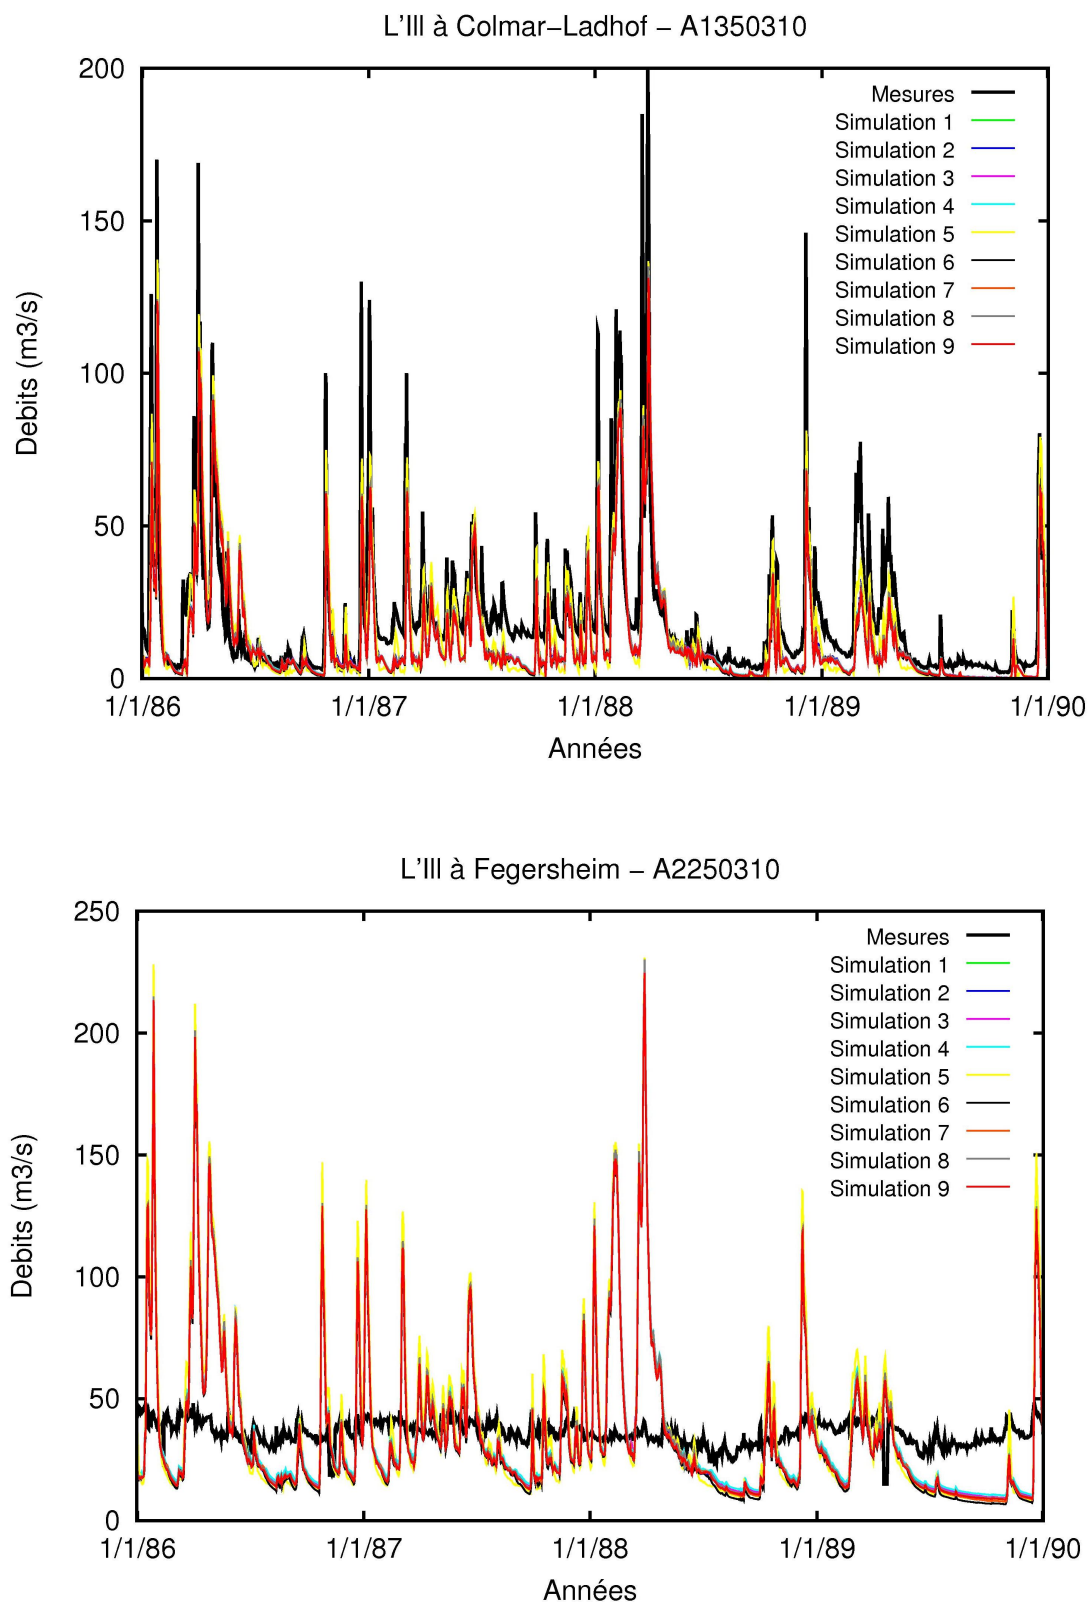 L'Ill à Colmar–Ladhof – A1350310
200
150
100
50
0
Debits (m3/s)
Mesures
Simulation 1
Simulation 2
Simulation 3
Simulation 4
Simulation 5
Simulation 6
Simulation 7
Simulation 8
Simulation 9
1/1/86 1/1/87 1/1/88 1/1/89 1/1/90
Années
L'Ill à Fegersheim – A2250310
250
200
150
100
50
0
Debits (m3/s)
Mesures
Simulation 1
Simulation 2
Simulation 3
Simulation 4
Simulation 5
Simulation 6
Simulation 7
Simulation 8
Simulation 9
1/1/86 1/1/87 1/1/88 1/1/89 1/1/90
Années